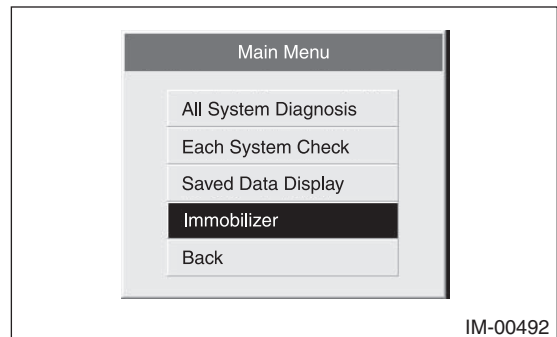 Main Menu
All System Diagnosis
Each System Check
Saved Data Display
Immobilizer
Back
IM-00492